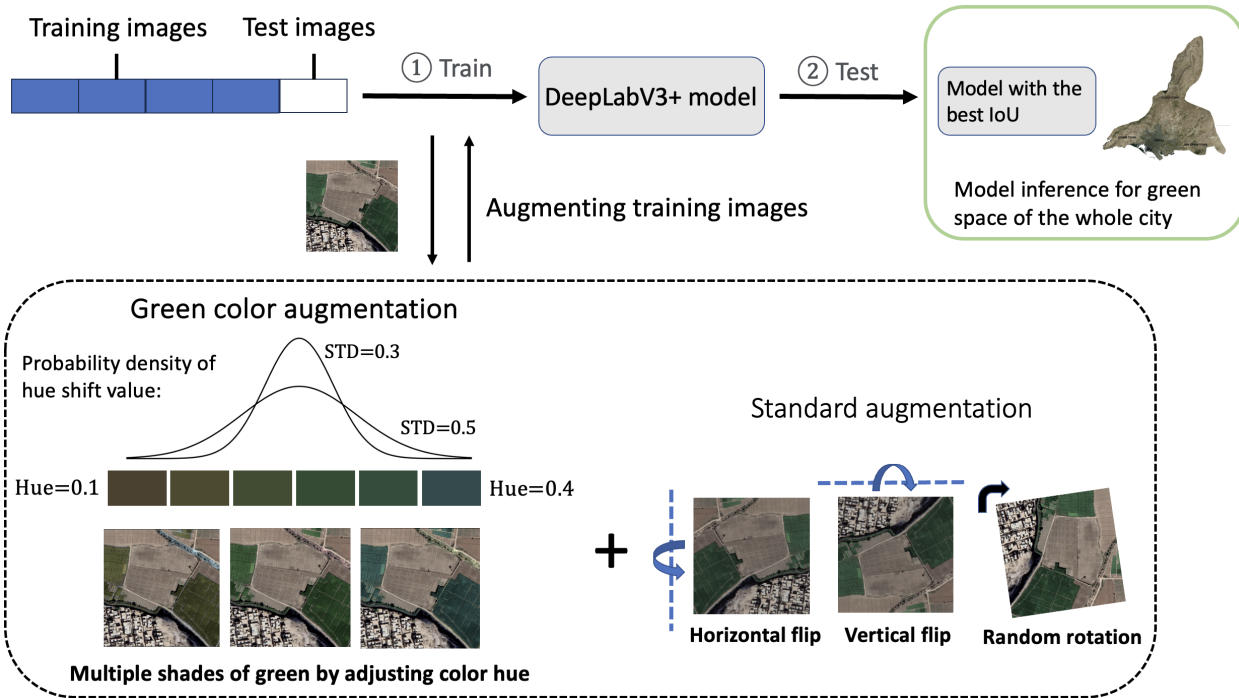 Training images
Test images
① Train
DeepLabV3+ model
② Test
Model with the
best IoU
Model inference for green
space of the whole city
Augmenting training images
Green color augmentation
Probability density of
hue shift value:
STD=0.3
STD=0.5
Hue=0.1
Hue=0.4
Multiple shades of green by adjusting color hue
+
Standard augmentation
Horizontal flip
Vertical flip
Random rotation